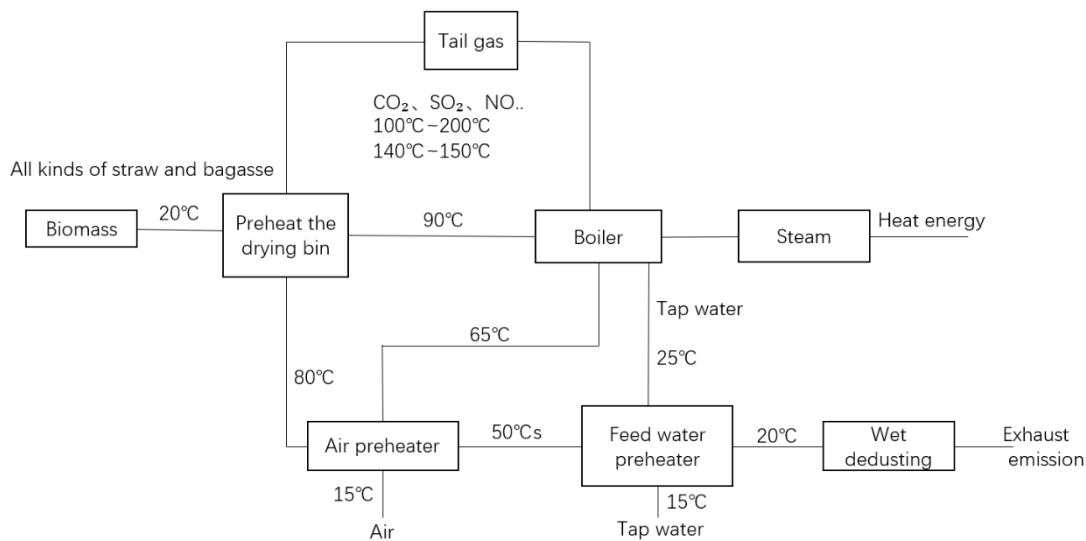 Tail gas
CO₂、SO₂、NO..
100℃~200℃
140℃~150℃
All kinds of straw and bagasse
Biomass
20℃
Preheat the
drying bin
90℃
Boiler
Steam
Heat energy
Tap water
65℃
25℃
80℃
Air preheater
50℃s
Feed water
preheater
20℃
Wet
dedusting
Exhaust
emission
15℃
Air
15℃
Tap water